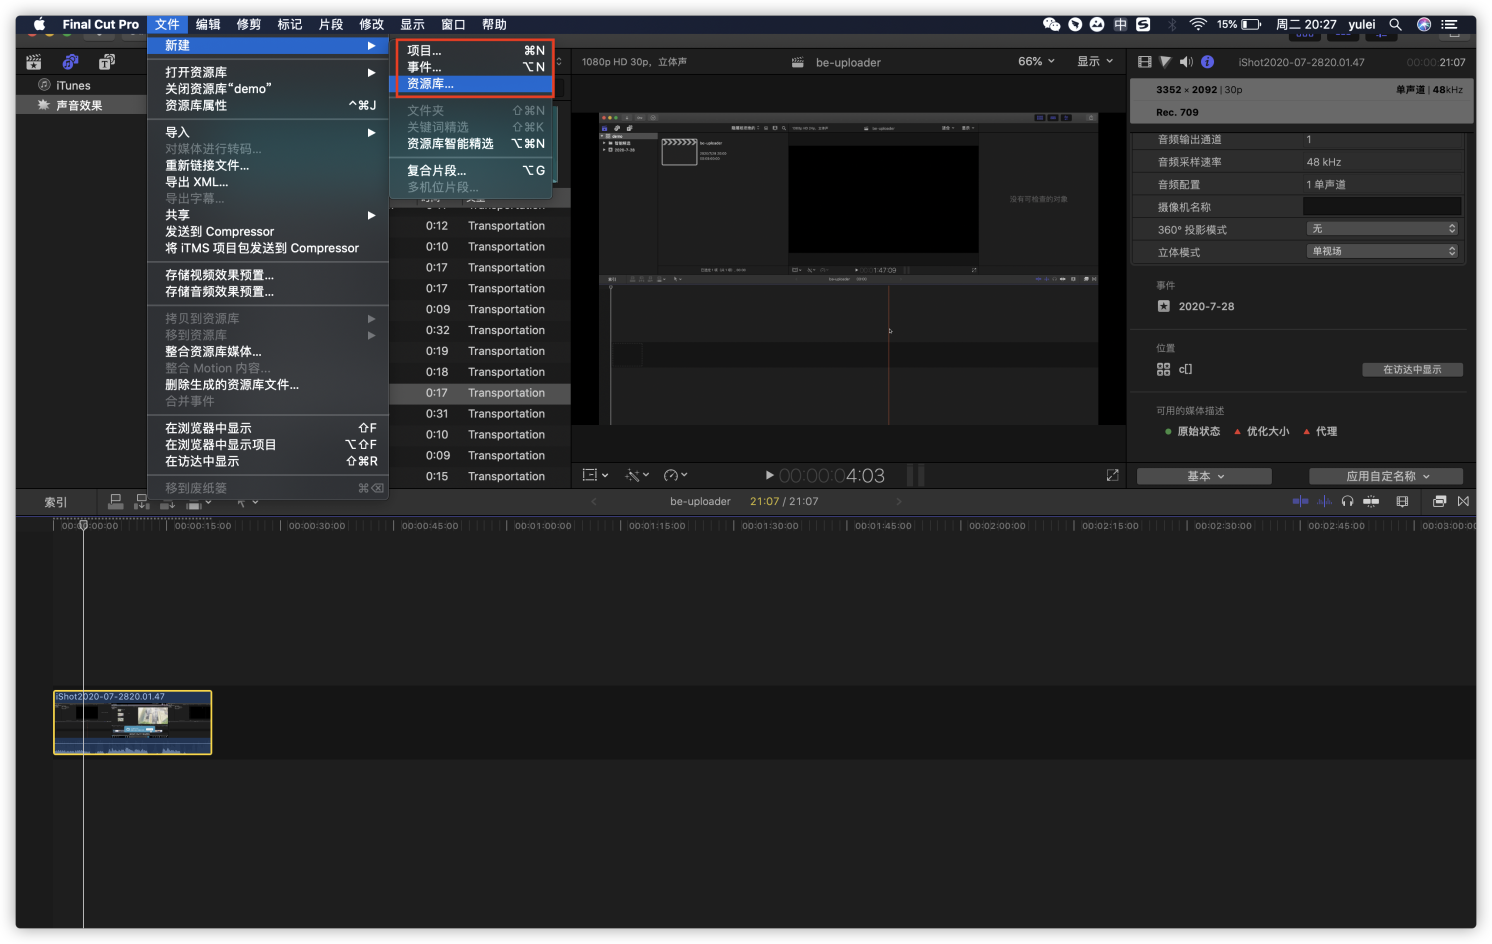 Final Cut Pro 文件 编辑 修剪 标记 片段 修改 显示 窗口 帮助
中 15% 周二 20:27 yulei
新建
打开资源库
关闭资源库“demo”
资源库属性 ^⌘J
导入
对媒体进行转码...
重新链接文件...
导出 XML...
导出字幕...
共享
发送到 Compressor
将 iTMS 项目包发送到 Compressor
存储视频效果预置...
存储音频效果预置...
拷贝到资源库
移到资源库
整合资源库媒体...
整合 Motion 内容...
删除生成的资源库文件...
合并事件
在浏览器中显示 ⇧F
在浏览器中显示项目 ⌥⇧F
在访达中显示 ⇧⌘R
移到废纸篓 ⌘⌫
项目... ⌘N
事件... ⌥N
资源库...
文件夹 ⇧⌘N
关键词精选 ⇧⌘K
资源库智能精选 ⌥⌘N
复合片段... ⌥G
多机位片段...
iTunes
声音效果
0:12 Transportation
0:10 Transportation
0:17 Transportation
0:17 Transportation
0:09 Transportation
0:32 Transportation
0:19 Transportation
0:18 Transportation
0:17 Transportation
0:31 Transportation
0:10 Transportation
0:09 Transportation
0:15 Transportation
1080p HD 30p, 立体声
be-uploader
66% 显示
没有可检查的对象
00:00:04:03
iShot2020-07-2820.01.47 00:00:21:07
3352 × 2092 | 30p 单声道 | 48kHz
Rec. 709
音频输出通道 1
音频采样速率 48 kHz
音频配置 1 单声道
摄像机名称
360° 投影模式 无
立体模式 单视场
事件
2020-7-28
位置
c[] 在访达中显示
可用的媒体描述
原始状态 优化大小 代理
基本 应用自定名称
索引
be-uploader 21:07 / 21:07
00:00:00:00 00:00:15:00 00:00:30:00 00:00:45:00 00:01:00:00 00:01:15:00 00:01:30:00 00:01:45:00 00:02:00:00 00:02:15:00 00:02:30:00 00:02:45:00 00:03:00:00
iShot2020-07-2820.01.47